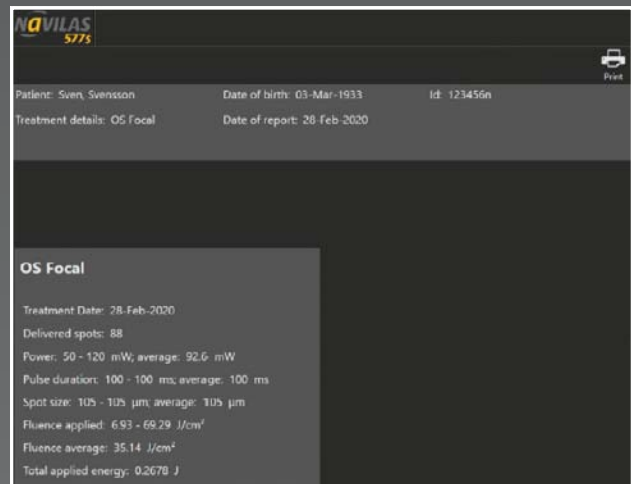 NAVILAS
577s
Print
Patient: Sven, Svensson Date of birth: 03-Mar-1933 Id: 123456n
Treatment details: OS Focal Date of report: 28-Feb-2020
OS Focal
Treatment Date: 28-Feb-2020
Delivered spots: 88
Power: 50 - 120 mW; average: 92.6 mW
Pulse duration: 100 - 100 ms; average: 100 ms
Spot size: 105 - 105 µm; average: 105 µm
Fluence applied: 6.93 - 69.29 J/cm²
Fluence average: 35.14 J/cm²
Total applied energy: 0.2678 J